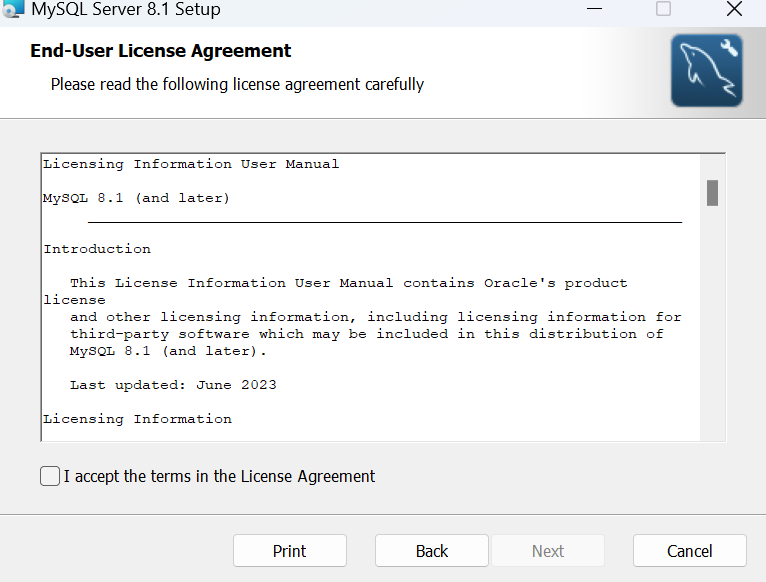 MySQL Server 8.1 Setup
End-User License Agreement
Please read the following license agreement carefully
Licensing Information User Manual
MySQL 8.1 (and later)
Introduction
This License Information User Manual contains Oracle's product
license
and other licensing information, including licensing information for
third-party software which may be included in this distribution of
MySQL 8.1 (and later).
Last updated: June 2023
Licensing Information
I accept the terms in the License Agreement
Print Back Next Cancel